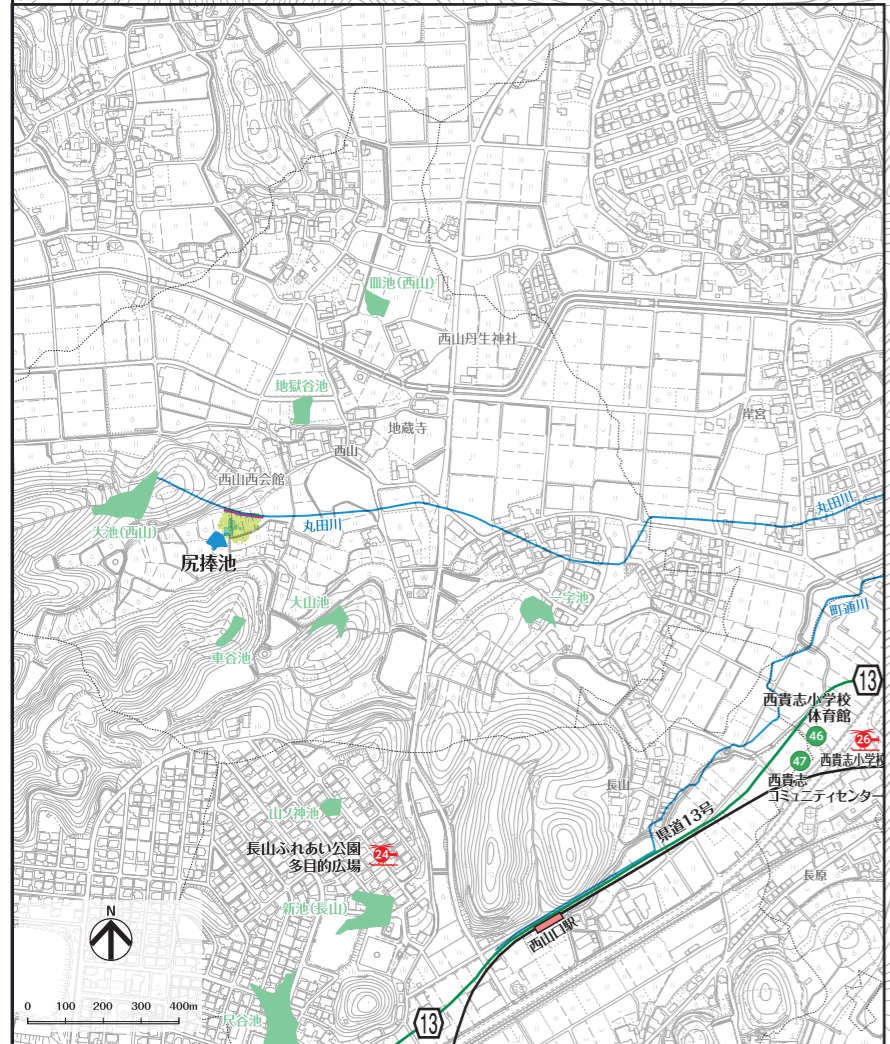 皿池(西山)
西山丹生神社
地獄谷池
地蔵寺
岸宮
西山
西山西会館
大池(西山)
丸田川
丸田川
尻捧池
大山池
字池
町通川
車谷池
13
西貴志小学校
体育館
46
26
47
西貴志小学校
西貴志
コミュニティセンター
長山
山ノ神池
県道13号
長山ふれあい公園
多目的広場
24
長原
新池(長山)
西山口駅
N
0 100 200 300 400m
尺谷池
13